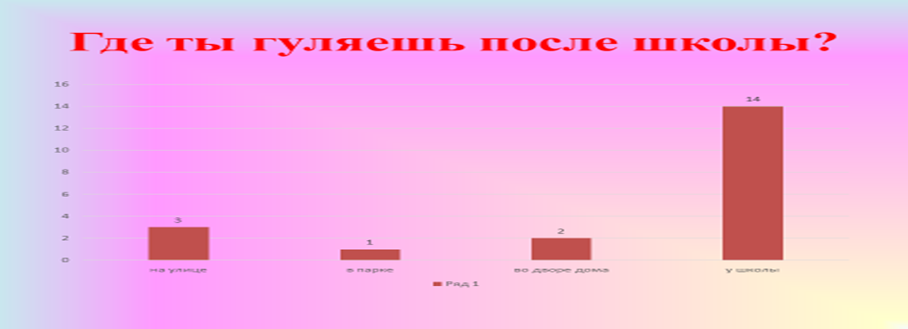 Где ты гуляешь после школы?
16
14
12
10
8
6
4
2
0
3
1
2
14
на улице
в парке
во дворе дома
у школы
Ряд 1